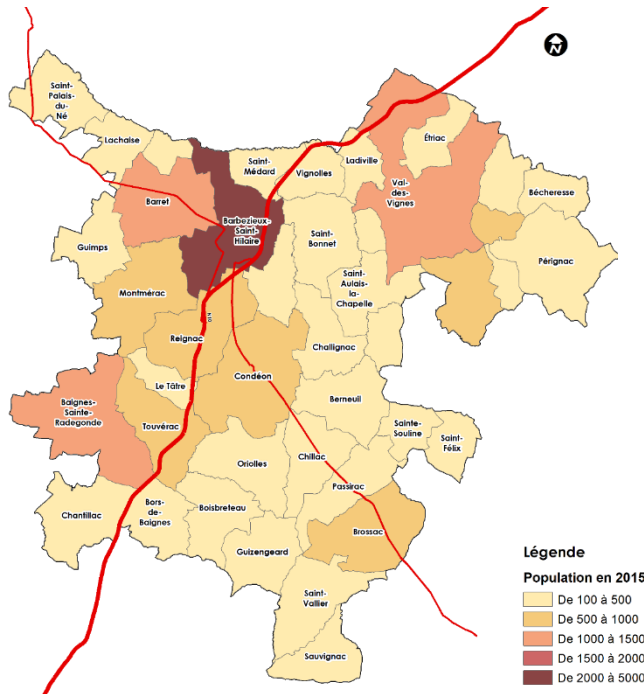 N
Saint-
Palais-
du-
Né
Lachaise
Saint-
Médard
Vignolles
Ladiville
Étriac
Val-
des-
Vignes
Bécheresse
Barret
Barbezieux-
Saint-
Hilaire
Guimps
Saint-
Bonnet
Pérignac
Montmérac
Saint-
Aulais-
la-
Chapelle
Reignac
Challignac
Le Tâtre
Condéon
Baignes-
Sainte-
Radegonde
Berneuil
Touvérac
Sainte-
Souline
Saint-
Félix
Oriolles
Chillac
Passirac
Chantillac
Bors-
de-
Baignes
Boisbreteau
Brossac
Guizengeard
Saint-
Vallier
Sauvignac
Légende
Population en 2015
De 100 à 500
De 500 à 1000
De 1000 à 1500
De 1500 à 2000
De 2000 à 5000